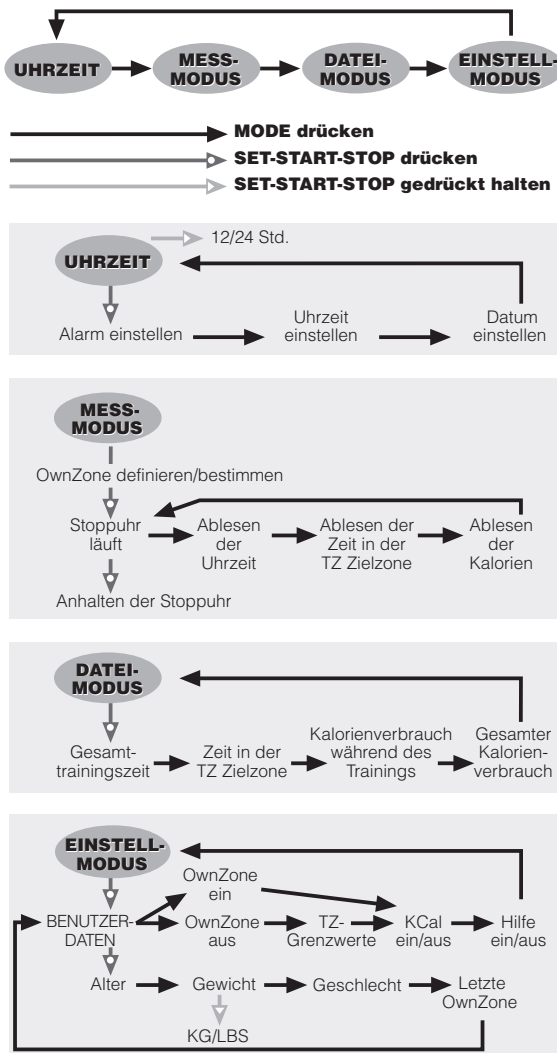 UHRZEIT
MESS-
MODUS
DATEI-
MODUS
EINSTELL-
MODUS
MODE drücken
SET-START-STOP drücken
SET-START-STOP gedrückt halten
UHRZEIT
12/24 Std.
Alarm einstellen
Uhrzeit
einstellen
Datum
einstellen
MESS-
MODUS
OwnZone definieren/bestimmen
Stoppuhr
läuft
Ablesen
der
Uhrzeit
Ablesen der
Zeit in der
TZ Zielzone
Ablesen
der
Kalorien
Anhalten der Stoppuhr
DATEI-
MODUS
Gesamt-
trainingszeit
Zeit in der
TZ Zielzone
Kalorienverbrauch
während des
Trainings
Gesamter
Kalorien-
verbrauch
EINSTELL-
MODUS
OwnZone
ein
BENUTZER-
DATEN
OwnZone
aus
TZ-
Grenzwerte
KCal
ein/aus
Hilfe
ein/aus
Alter
Gewicht
Geschlecht
Letzte
OwnZone
KG/LBS